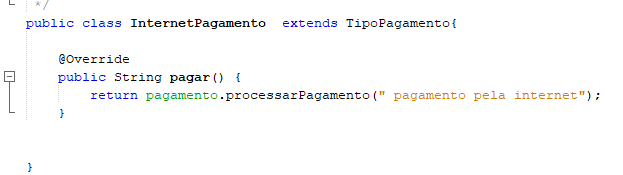 */
public class InternetPagamento  extends TipoPagamento{
@Override
public String pagar() {
return pagamento.processarPagamento(" pagamento pela internet");
}
}